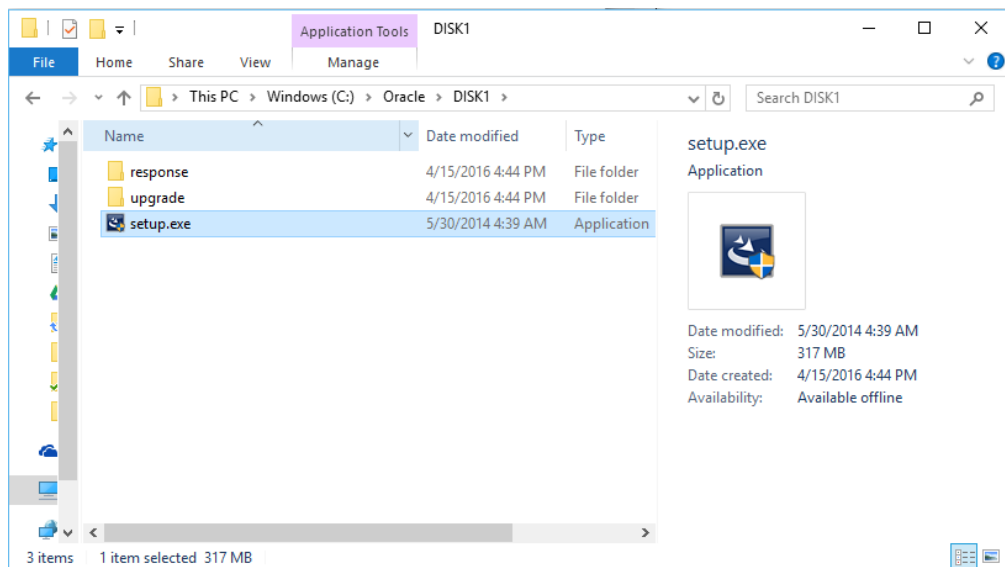 Application Tools DISK1
File Home Share View Manage ?
This PC > Windows (C:) > Oracle > DISK1 > Search DISK1
Name Date modified Type
response 4/15/2016 4:44 PM File folder
upgrade 4/15/2016 4:44 PM File folder
setup.exe 5/30/2014 4:39 AM Application
setup.exe
Application
Date modified: 5/30/2014 4:39 AM
Size: 317 MB
Date created: 4/15/2016 4:44 PM
Availability: Available offline
3 items 1 item selected 317 MB